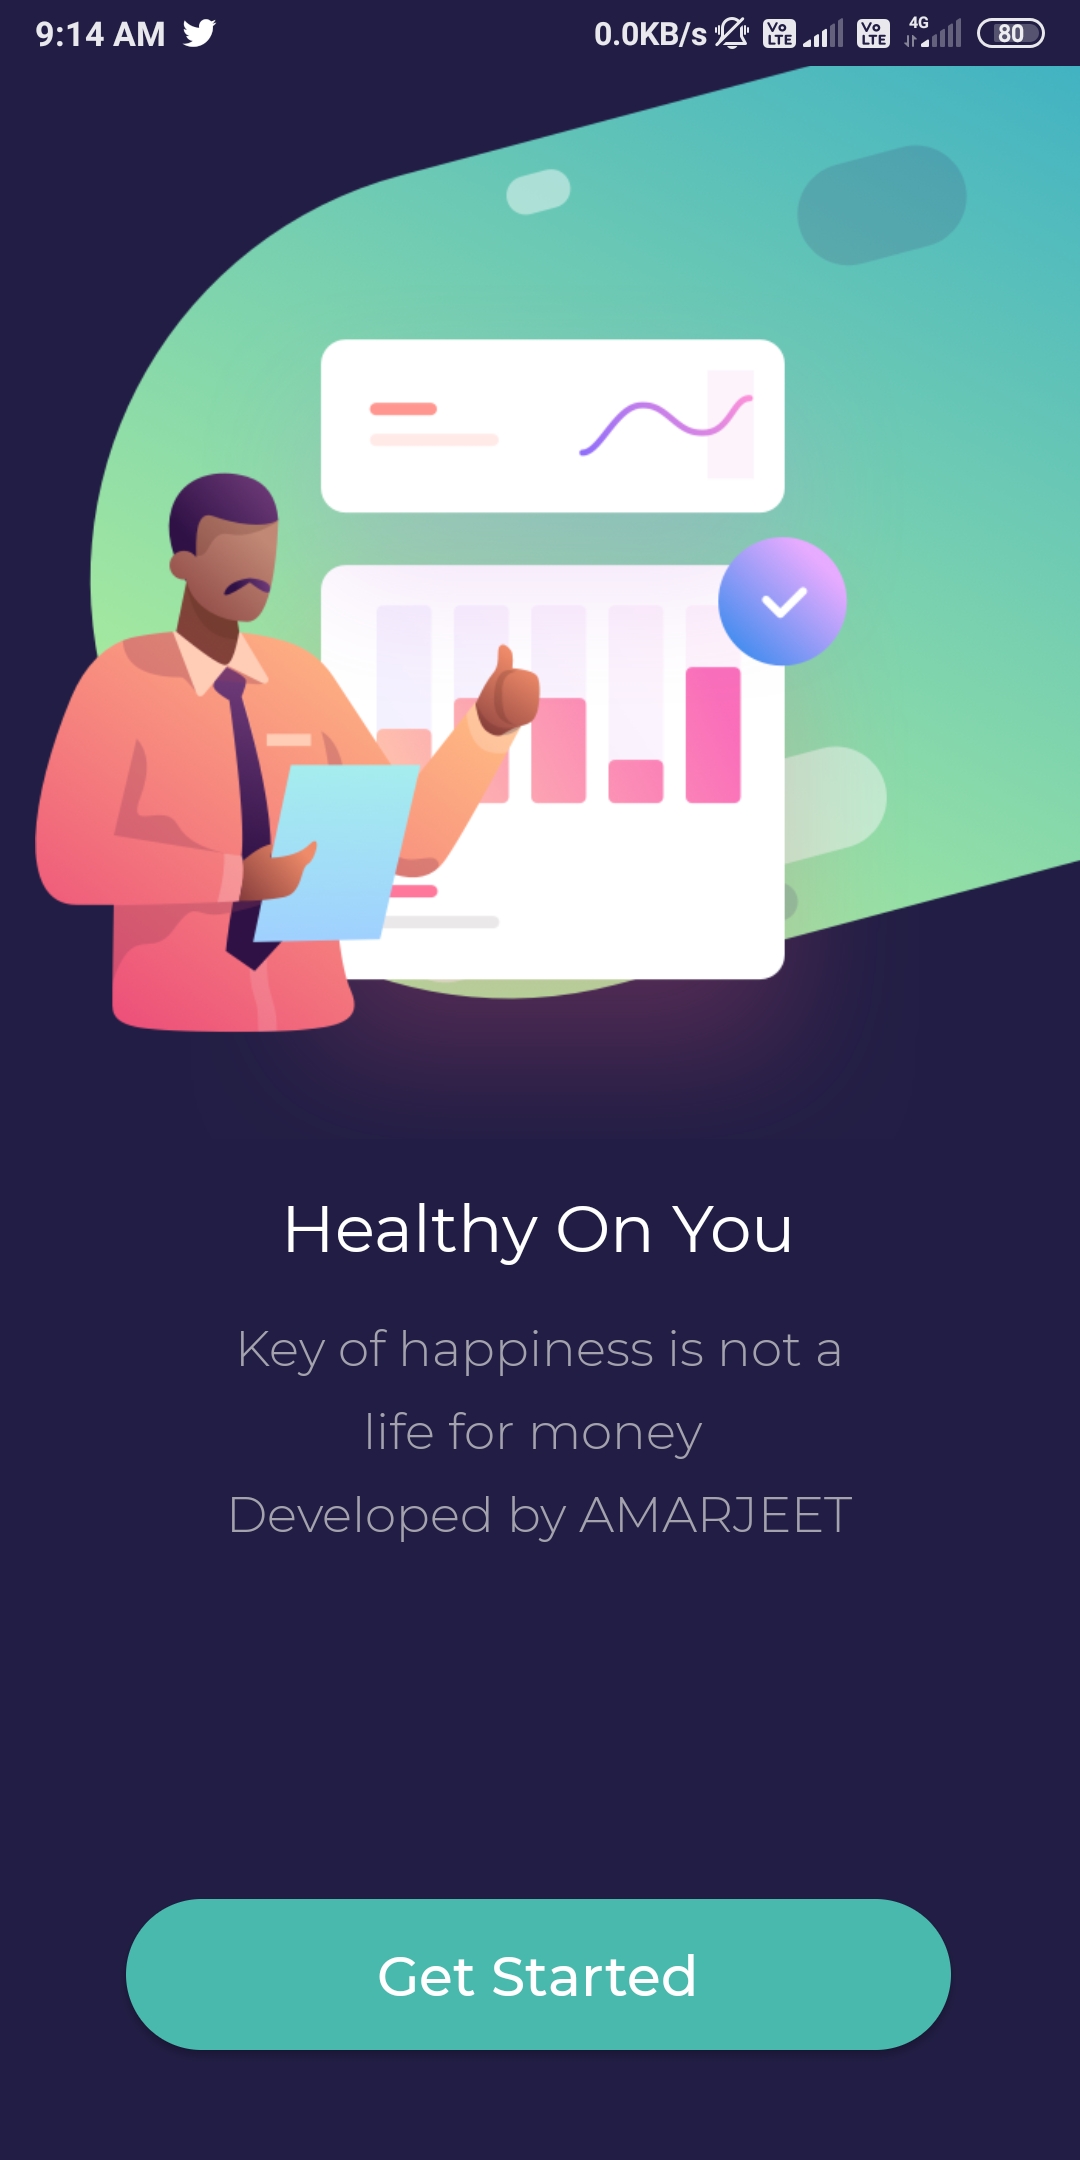 9:14 AM 0.0KB/s Vo LTE Vo LTE 4G 80
Healthy On You
Key of happiness is not a
life for money
Developed by AMARJEET
Get Started